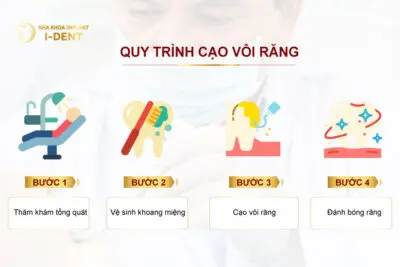 NHA KHOA IMPLANT
I-DENT
QUY TRÌNH CẠO VÔI RĂNG
BƯỚC 1
BƯỚC 2
BƯỚC 3
BƯỚC 4
Thăm khám tổng quát
Vệ sinh khoang miệng
Cạo vôi răng
Đánh bóng răng